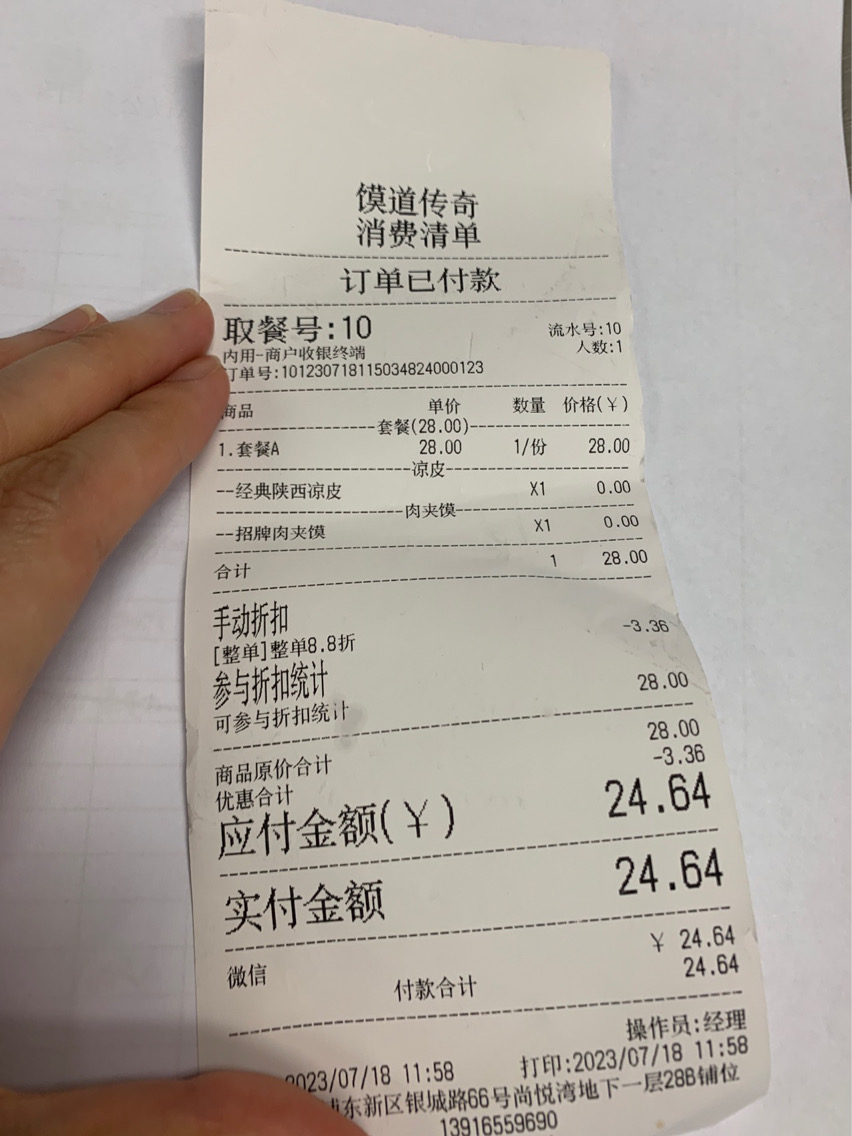 馍道传奇
消费清单
订单已付款
取餐号:10 流水号:10
内用-商户收银终端 人数:1
订单号:101230718115034824000123
商品 单价 数量 价格(￥)
套餐(28.00)
1.套餐A 28.00 1/份 28.00
凉皮
--经典陕西凉皮 X1 0.00
肉夹馍
--招牌肉夹馍 X1 0.00
合计 1 28.00
手动折扣 -3.36
[整单]整单8.8折
参与折扣统计 28.00
可参与折扣统计
商品原价合计 28.00
优惠合计 -3.36
应付金额(￥) 24.64
实付金额 24.64
微信 ￥ 24.64
付款合计 24.64
操作员:经理
2023/07/18 11:58 打印:2023/07/18 11:58
浦东新区银城路66号尚悦湾地下一层28B铺位
13916559690